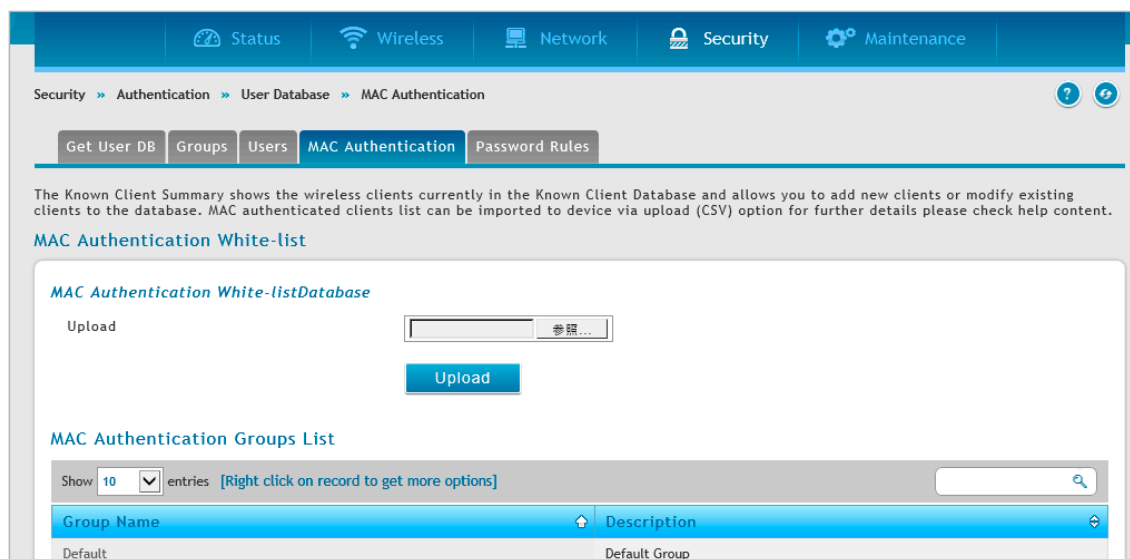 Status Wireless Network Security Maintenance
Security » Authentication » User Database » MAC Authentication ?
Get User DB Groups Users MAC Authentication Password Rules
The Known Client Summary shows the wireless clients currently in the Known Client Database and allows you to add new clients or modify existing
clients to the database. MAC authenticated clients list can be imported to device via upload (CSV) option for further details please check help content.
MAC Authentication White-list
MAC Authentication White-listDatabase
Upload 参照...
Upload
MAC Authentication Groups List
Show 10 entries [Right click on record to get more options]
Group Name Description
Default Default Group